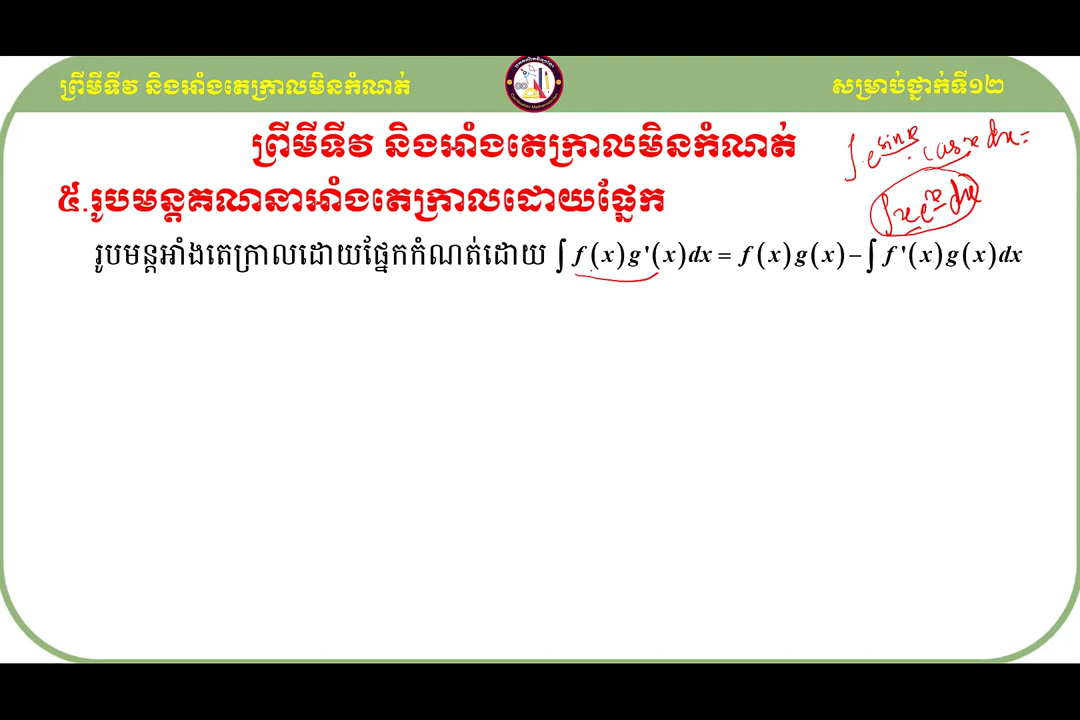 ព្រីមីទីវ និងអាំងតេក្រាលមិនកំណត់
សម្រាប់ថ្នាក់ទី១២
ព្រីមីទីវ និងអាំងតេក្រាលមិនកំណត់
∫ e^{sin x} cos x dx =
៥.រូបមន្តគណនាអាំងតេក្រាលដោយផ្នែក
∫ x e^{x} dx
រូបមន្តអាំងតេក្រាលដោយផ្នែកកំណត់ដោយ ∫ f(x)g'(x)dx = f(x)g(x) − ∫ f'(x)g(x)dx